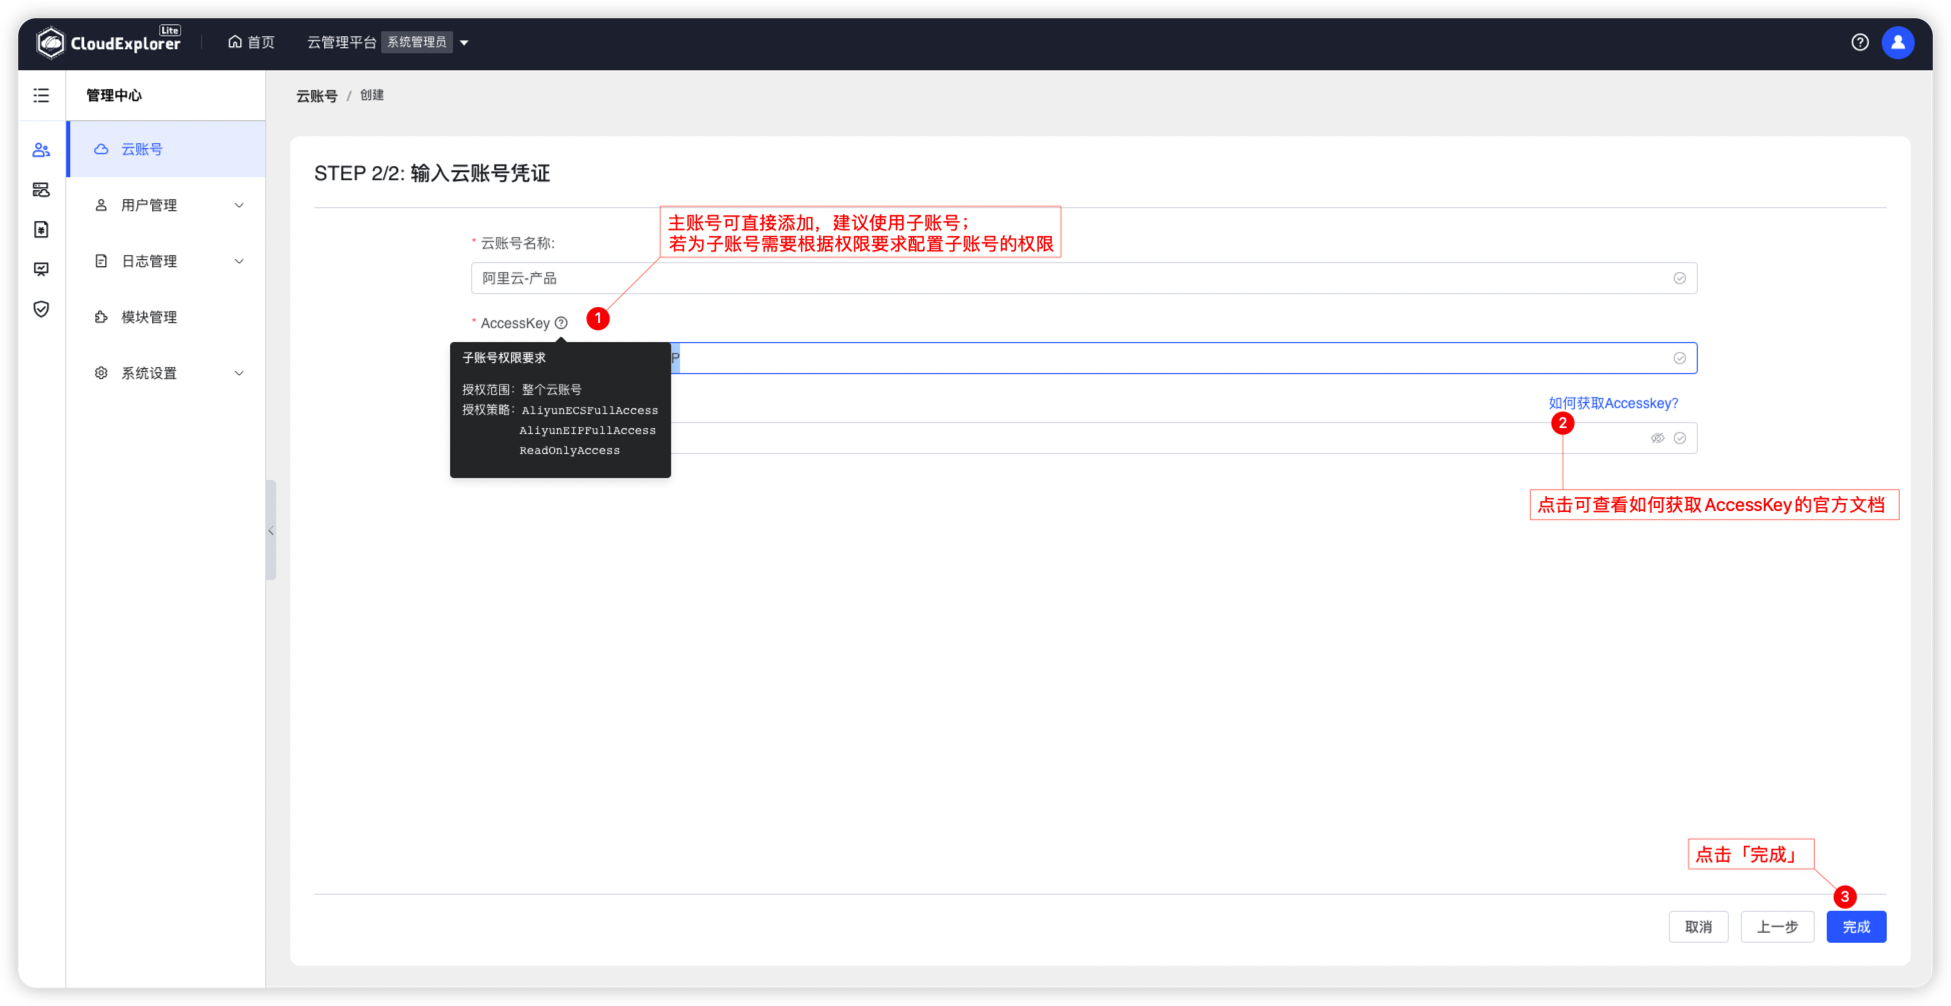 CloudExplorer Lite
首页
云管理平台 系统管理员
管理中心
云账号
用户管理
日志管理
模块管理
系统设置
云账号 / 创建
STEP 2/2: 输入云账号凭证
主账号可直接添加，建议使用子账号；
若为子账号需要根据权限要求配置子账号的权限
* 云账号名称:
阿里云-产品
* AccessKey
1
P
子账号权限要求
授权范围: 整个云账号
授权策略: AliyunECSFullAccess
AliyunEIPFullAccess
ReadOnlyAccess
如何获取Accesskey?
2
点击可查看如何获取AccessKey的官方文档
点击「完成」
3
取消
上一步
完成